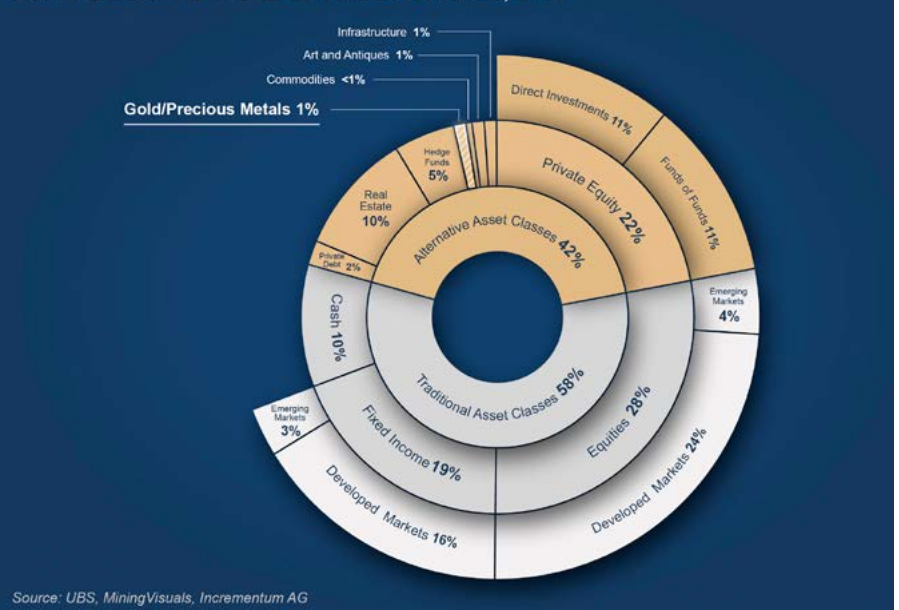 Infrastructure 1%
Art and Antiques 1%
Commodities <1%
Gold/Precious Metals 1%
Direct Investments 11%
Funds of Funds 11%
Private Equity 22%
Hedge
Funds
5%
Real
Estate
10%
Private
Debt 2%
Alternative Asset Classes 42%
Emerging
Markets
4%
Cash 10%
Traditional Asset Classes 58%
Equities 28%
Fixed Income 19%
Emerging
Markets
3%
Developed Markets 24%
Developed Markets 16%
Source: UBS, MiningVisuals, Incrementum AG